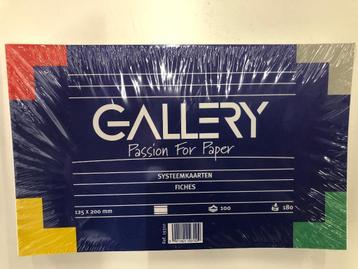 GALLERY
Passion For Paper
SYSTEEMKAARTEN
FICHES
125 x 200 mm 100 180